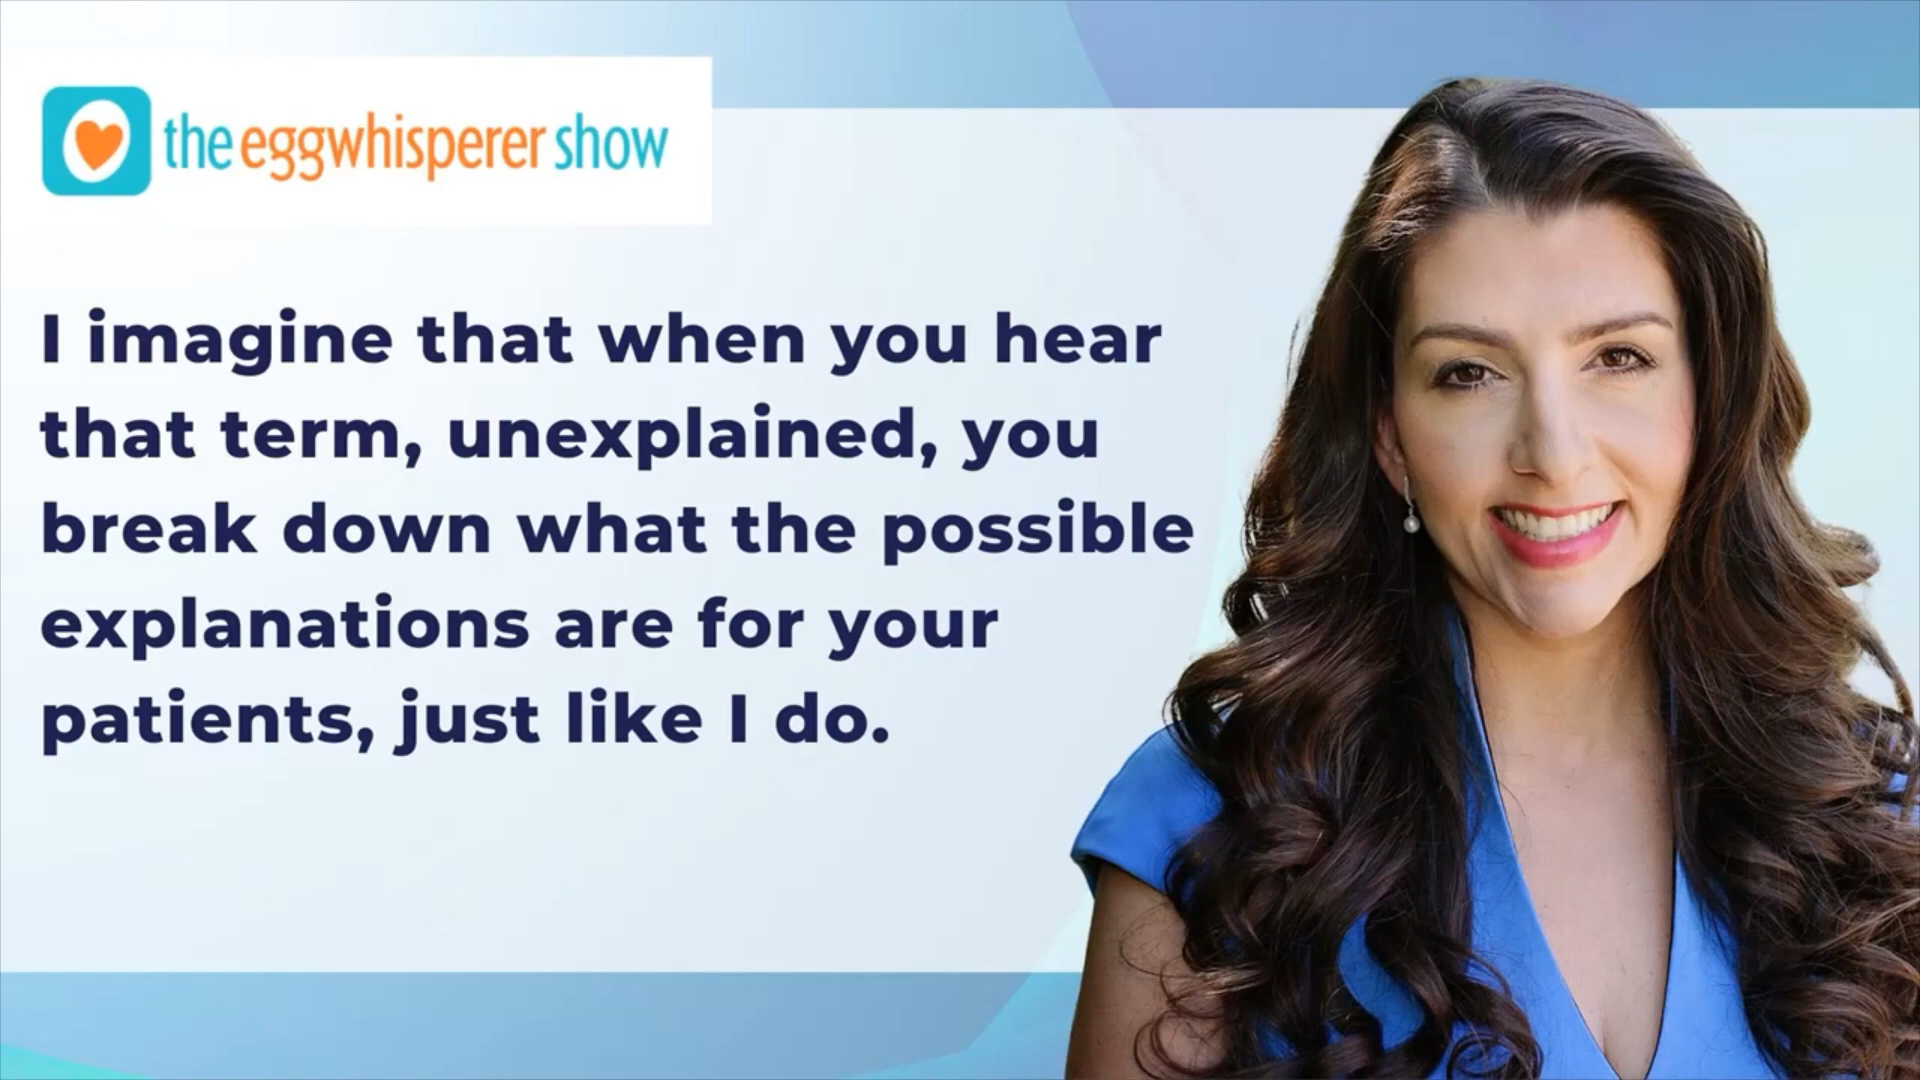 the eggwhisperer show
I imagine that when you hear
that term, unexplained, you
break down what the possible
explanations are for your
patients, just like I do.